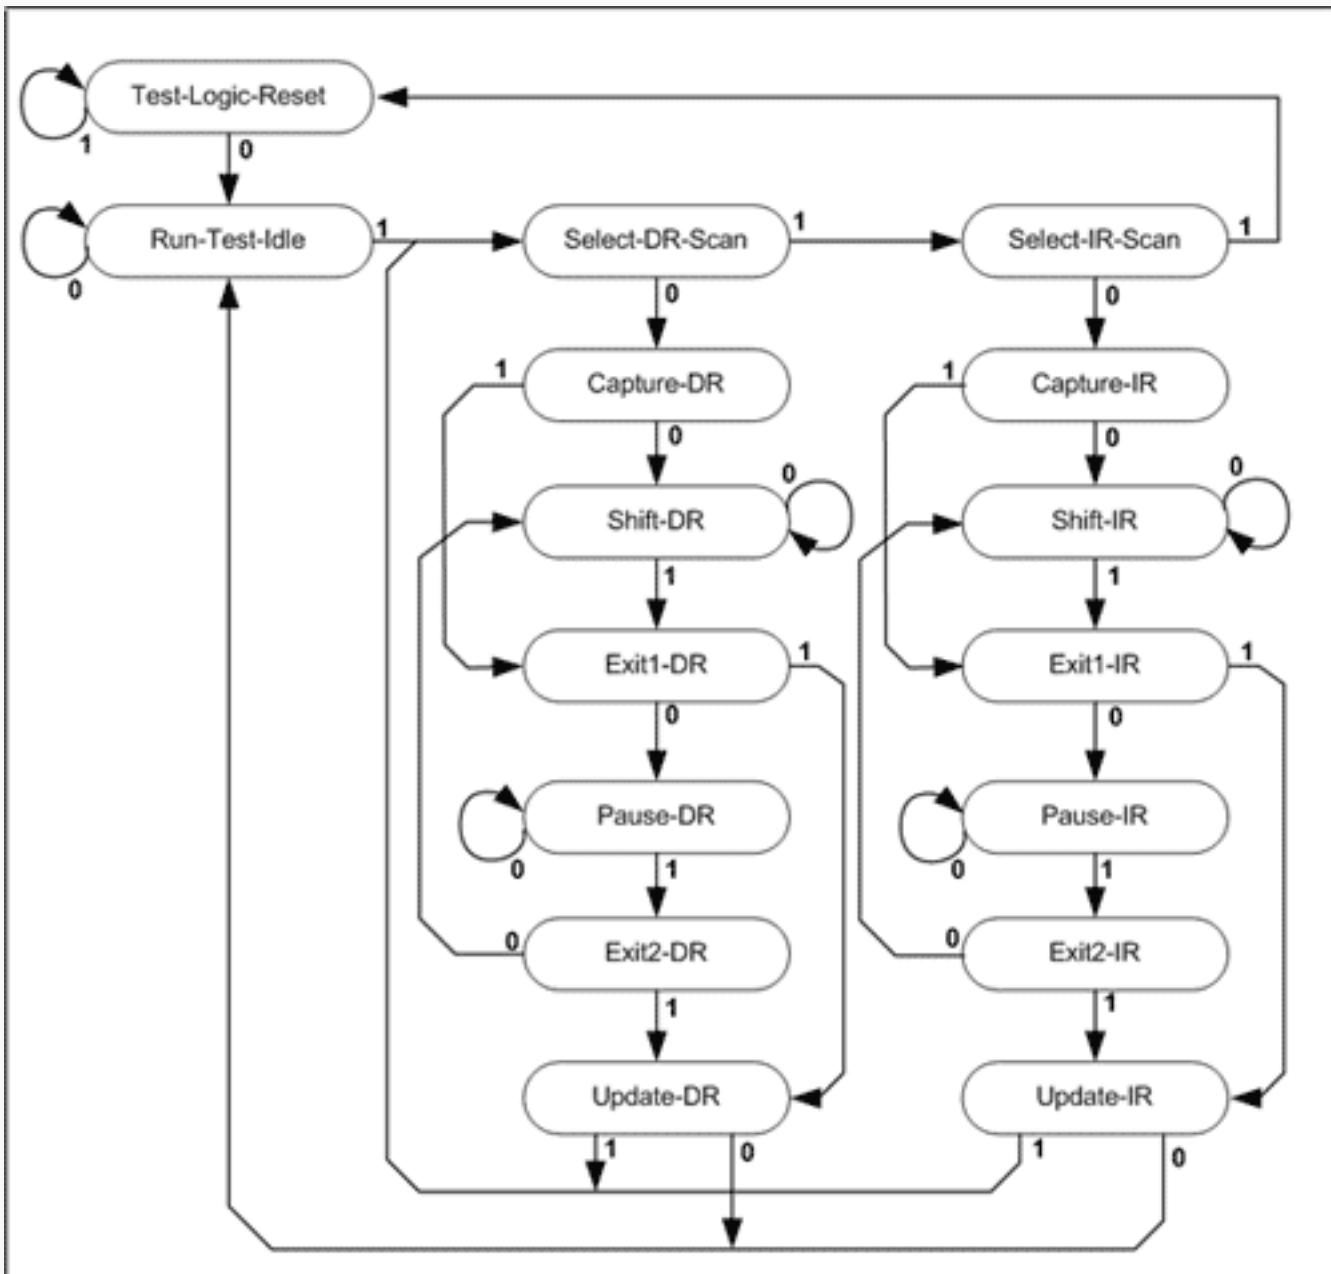 Test-Logic-Reset
1
0
Run-Test-Idle
1
0
Select-DR-Scan
1
0
Select-IR-Scan
1
0
1
Capture-DR
0
1
Capture-IR
0
Shift-DR
0
1
Shift-IR
0
1
Exit1-DR
1
0
Exit1-IR
1
0
Pause-DR
0
1
Pause-IR
0
1
0
Exit2-DR
1
0
Exit2-IR
1
Update-DR
1
0
Update-IR
1
0